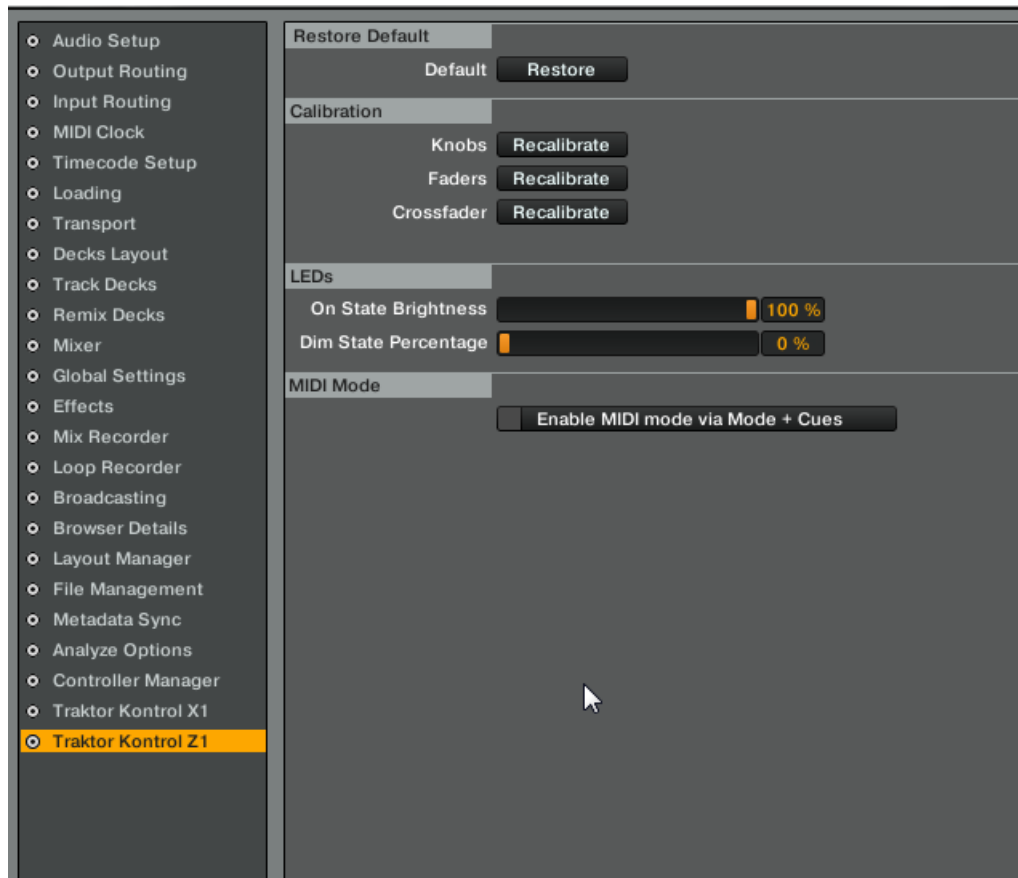 Audio Setup
Output Routing
Input Routing
MIDI Clock
Timecode Setup
Loading
Transport
Decks Layout
Track Decks
Remix Decks
Mixer
Global Settings
Effects
Mix Recorder
Loop Recorder
Broadcasting
Browser Details
Layout Manager
File Management
Metadata Sync
Analyze Options
Controller Manager
Traktor Kontrol X1
Traktor Kontrol Z1
Restore Default
Default Restore
Calibration
Knobs Recalibrate
Faders Recalibrate
Crossfader Recalibrate
LEDs
On State Brightness 100 %
Dim State Percentage 0 %
MIDI Mode
Enable MIDI mode via Mode + Cues